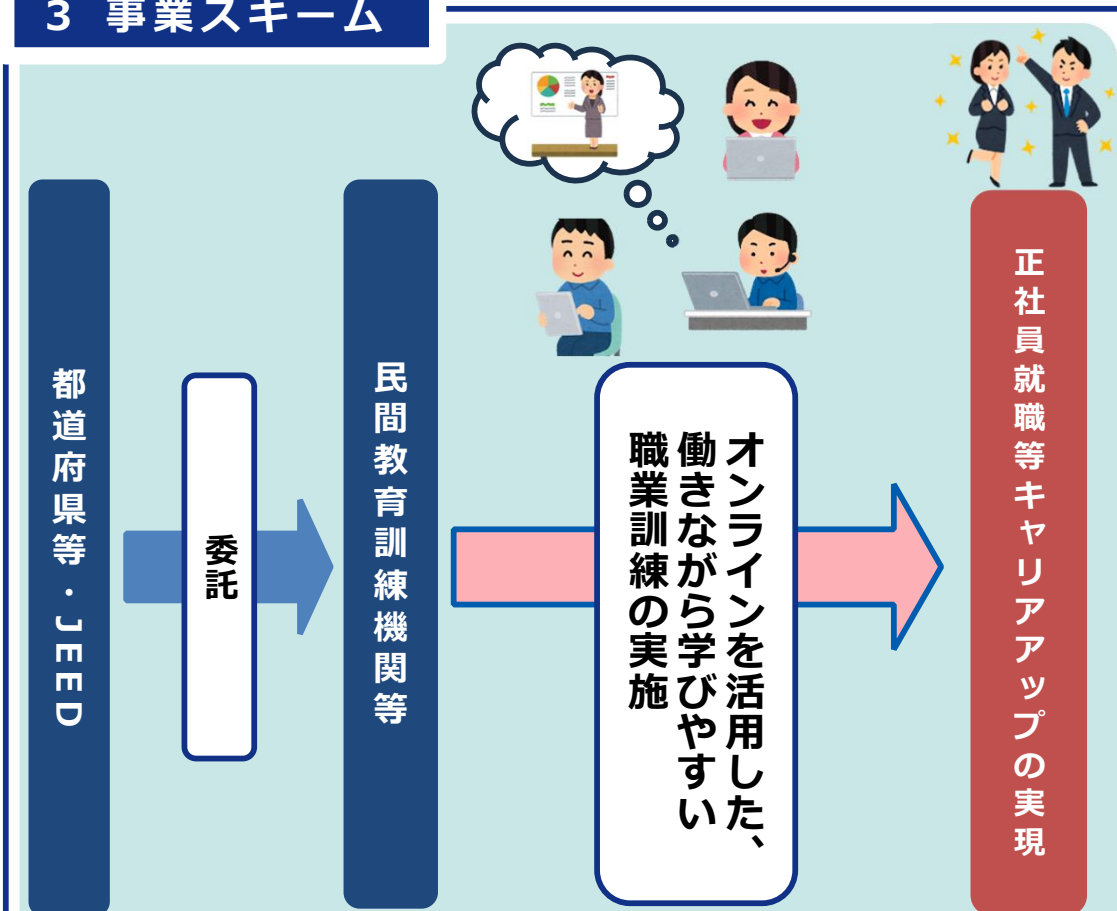 3 事業スキーム
都道府県等・JEED
委託
民間教育訓練機関等
オンラインを活用した、
働きながら学びやすい
職業訓練の実施
正社員就職等キャリアアップの実現